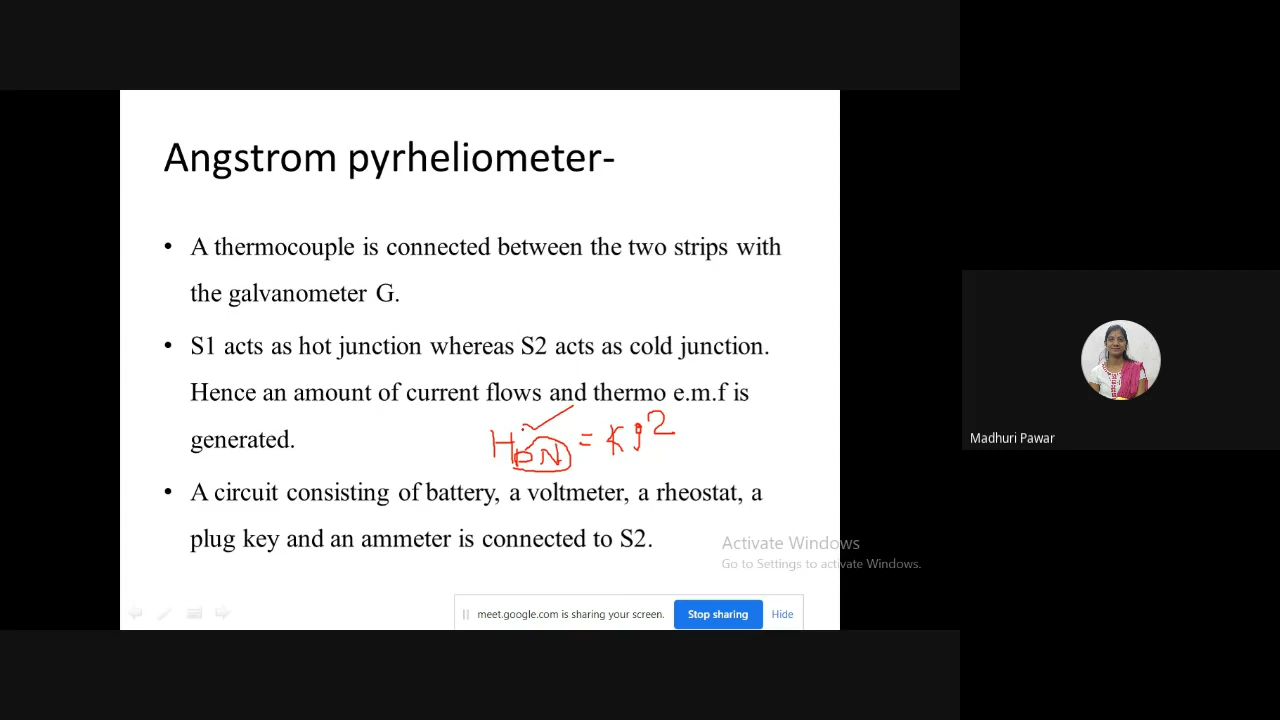 Angstrom pyrheliometer-
• A thermocouple is connected between the two strips with
the galvanometer G.
• S1 acts as hot junction whereas S2 acts as cold junction.
Hence an amount of current flows and thermo e.m.f is
generated.
H DN = K i 2
• A circuit consisting of battery, a voltmeter, a rheostat, a
plug key and an ammeter is connected to S2.
Activate Windows
Go to Settings to activate Windows.
meet.google.com is sharing your screen.
Stop sharing
Hide
Madhuri Pawar